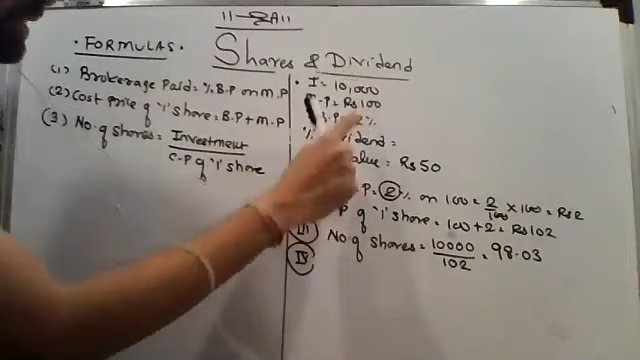 Shares & Dividend
• FORMULAS •
(1) Brokerage Paid = % B.P on M.P
(2) Cost Price of '1' share = B.P + M.P
(3) No. of shares = Investment
C.P of '1' share
• I = 10,000
M.P = Rs 100
B.P = 2 %
% Dividend =
Value = Rs 50
P = 2 % on 100 = 2/100 × 100 = Rs 2
P of '1' share = 100 + 2 = Rs 102
III No of shares = 10000/102 = 98.03
IV